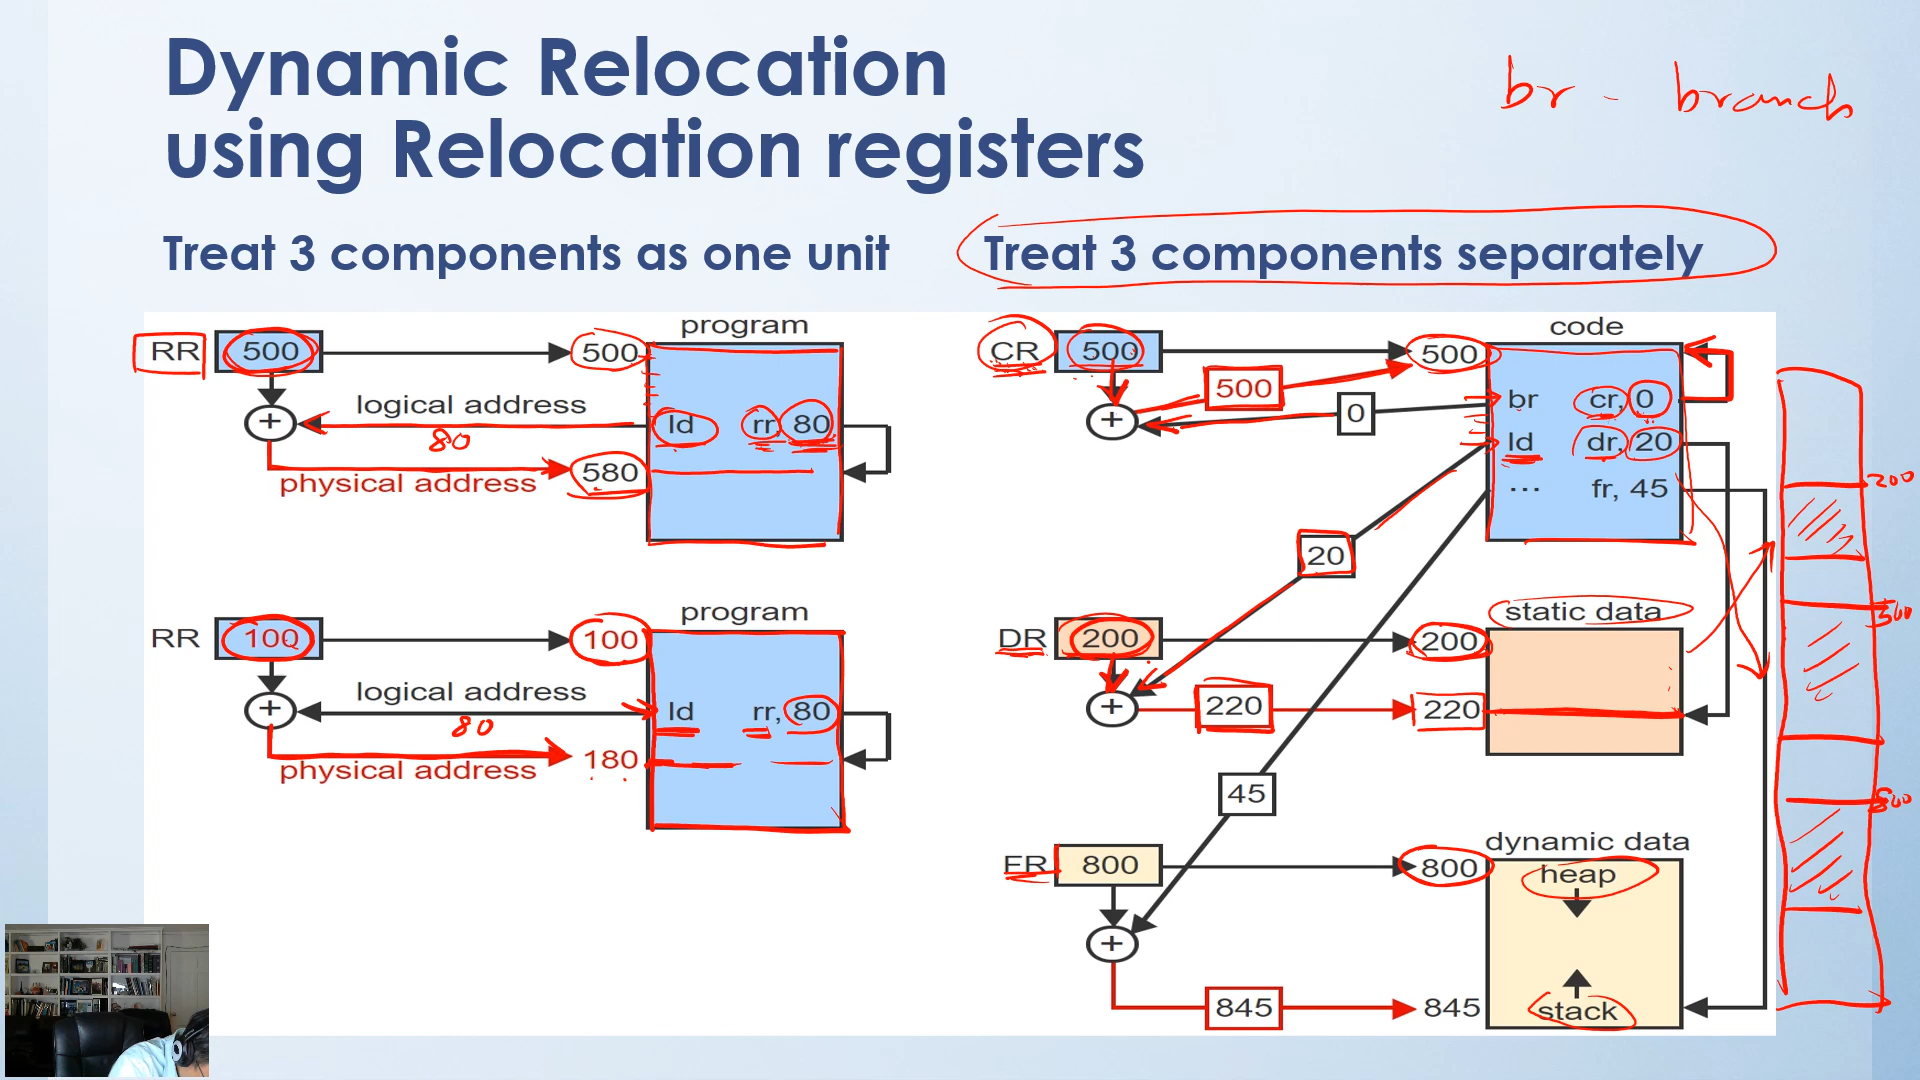 Dynamic Relocation
using Relocation registers
br - branch
Treat 3 components as one unit
Treat 3 components separately
program
RR 500 500
logical address
80
+
ld rr, 80
580
physical address
program
RR 100 100
logical address
80
+
ld rr, 80
180
physical address
code
CR 500 500
500
+
0
br cr, 0
ld dr, 20
... fr, 45
20
static data
DR 200 200
+
220 220
45
dynamic data
FR 800 800
heap
+
845 845
stack
200
500
800